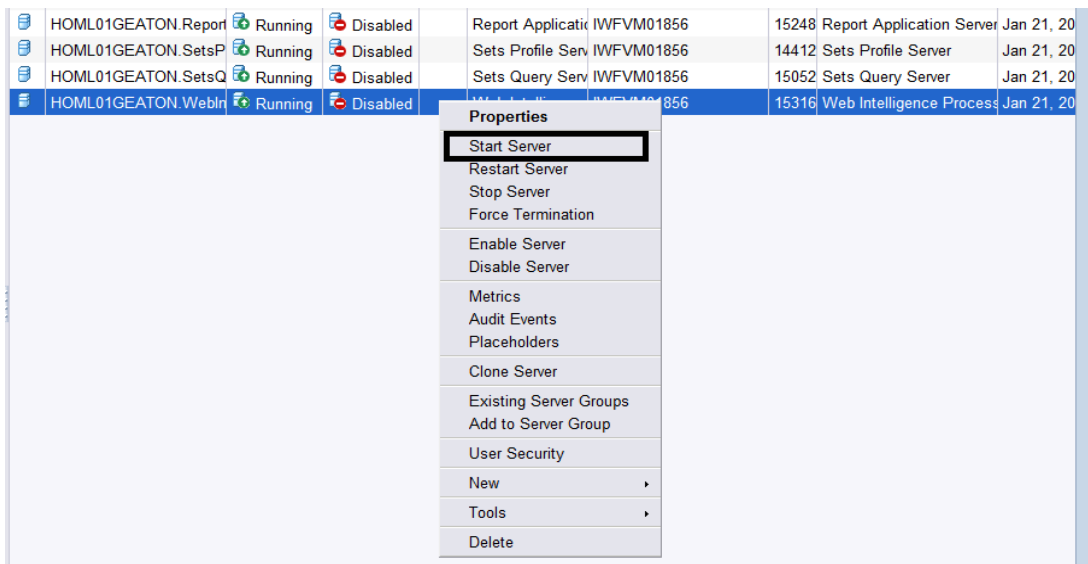 HOML01GEATON.Report Running Disabled Report Applicatic IWFVM01856 15248 Report Application Server Jan 21, 20
HOML01GEATON.SetsP Running Disabled Sets Profile Serv IWFVM01856 14412 Sets Profile Server Jan 21, 20
HOML01GEATON.SetsQ Running Disabled Sets Query Serv IWFVM01856 15052 Sets Query Server Jan 21, 20
HOML01GEATON.WebIn Running Disabled 15316 Web Intelligence Process Jan 21, 20
Properties
Start Server
Restart Server
Stop Server
Force Termination
Enable Server
Disable Server
Metrics
Audit Events
Placeholders
Clone Server
Existing Server Groups
Add to Server Group
User Security
New
Tools
Delete